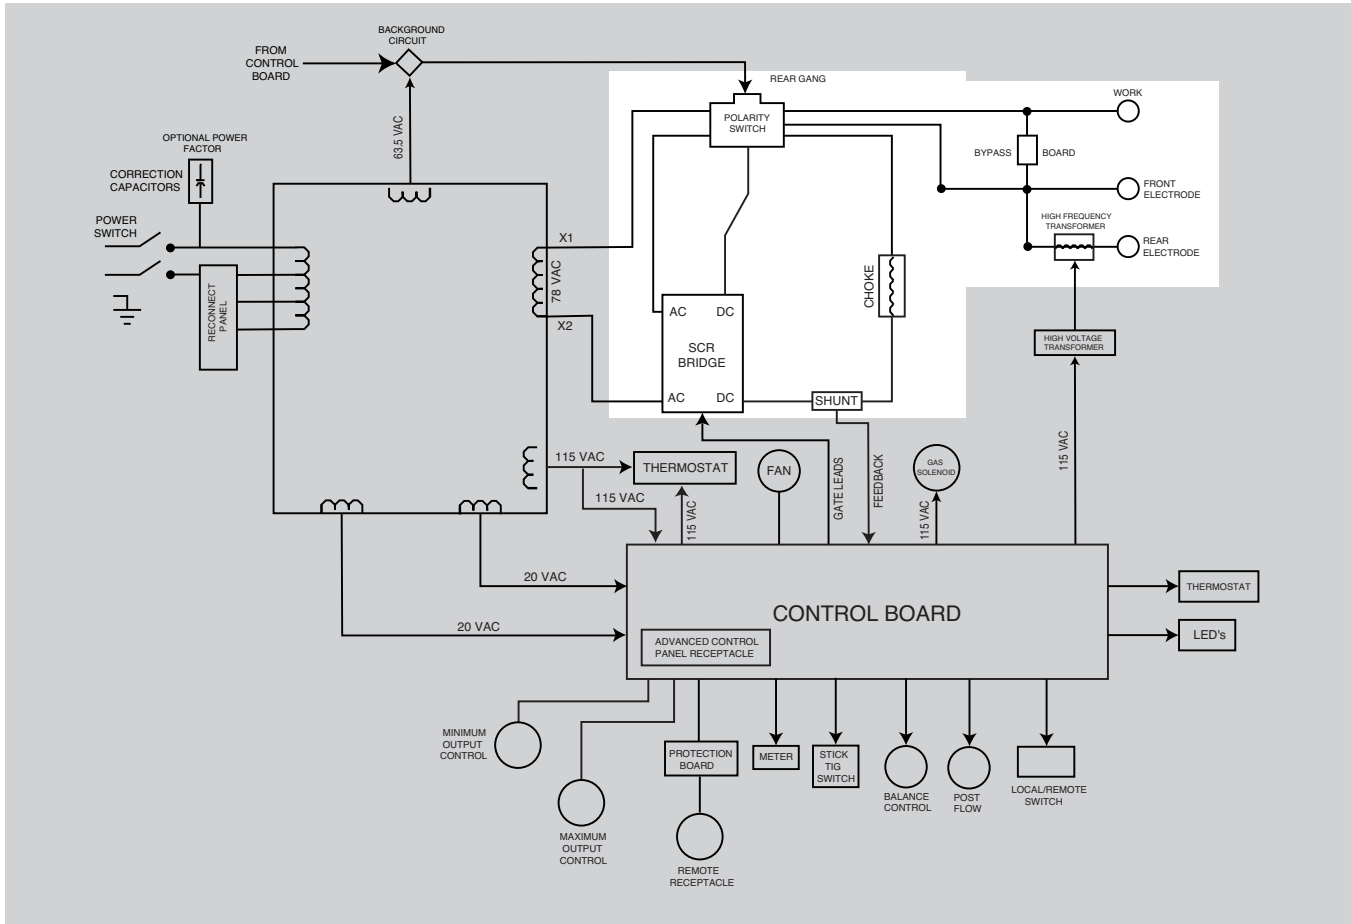 BACKGROUND
CIRCUIT
FROM
CONTROL
BOARD
REAR GANG
WORK
POLARITY
SWITCH
63.5 VAC
OPTIONAL POWER
FACTOR
BYPASS
BOARD
CORRECTION
CAPACITORS
FRONT
ELECTRODE
POWER
SWITCH
HIGH FREQUENCY
TRANSFORMER
X1
REAR
ELECTRODE
78 VAC
CHOKE
RECONNECT
PANEL
AC
DC
X2
SCR
BRIDGE
HIGH VOLTAGE
TRANSFORMER
AC
DC
SHUNT
115 VAC
THERMOSTAT
FAN
GATE LEADS
FEEDBACK
GAS
SOLENOID
115 VAC
115 VAC
115 VAC
115 VAC
20 VAC
THERMOSTAT
CONTROL BOARD
20 VAC
ADVANCED CONTROL
PANEL RECEPTACLE
LED's
MINIMUM
OUTPUT
CONTROL
PROTECTION
BOARD
METER
STICK
TIG
SWITCH
BALANCE
CONTROL
POST
FLOW
LOCAL/REMOTE
SWITCH
MAXIMUM
OUTPUT
CONTROL
REMOTE
RECEPTACLE